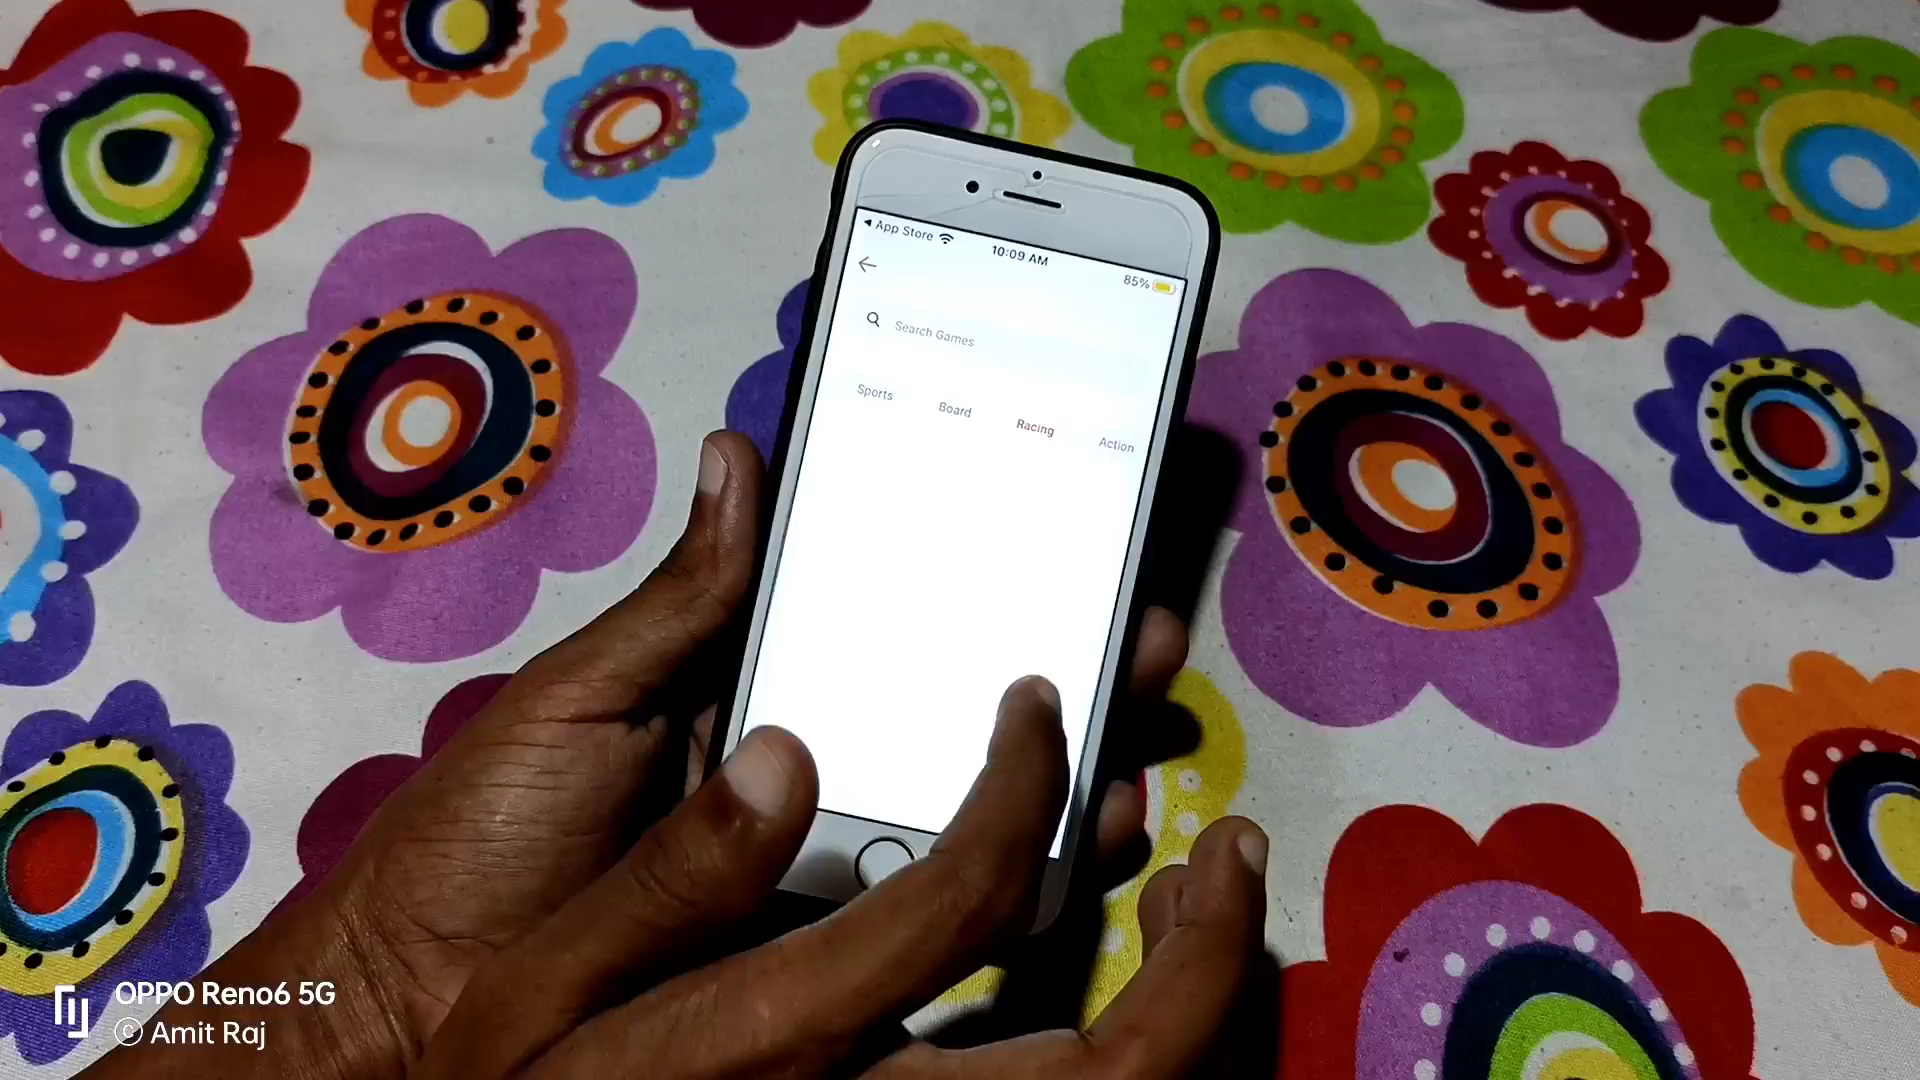 ◀ App Store
10:09 AM
85%
Search Games
Sports Board Racing Action
OPPO Reno6 5G
© Amit Raj